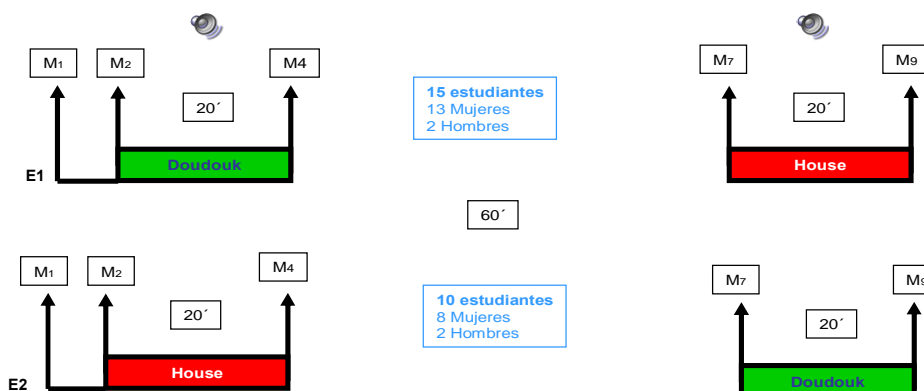 M1 M2 M4 M7 M9
20´ 20´
15 estudiantes
13 Mujeres
2 Hombres
Doudouk House
E1
60´
M1 M2 M4 M7 M9
20´ 20´
10 estudiantes
8 Mujeres
2 Hombres
House Doudouk
E2